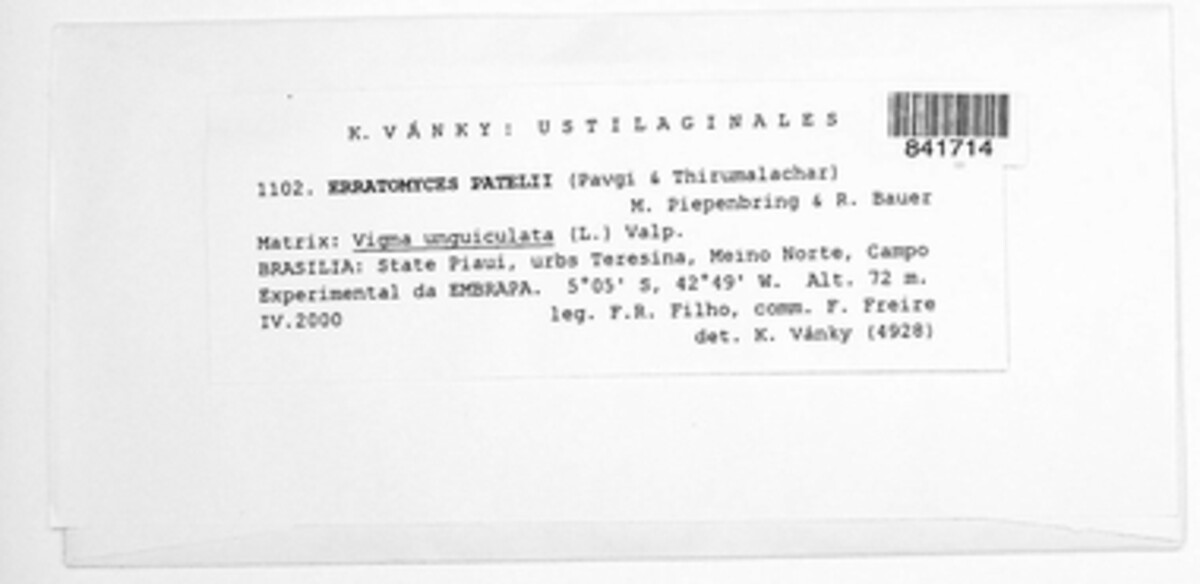 K. VÁNKY: USTILAGINALES
841714
1102. ERRATOMYCES PATELII (Pavgi & Thirumalachar)
M. Piepenbring & R. Bauer
Matrix: Vigna unguiculata (L.) Valp.
BRASILIA: State Piaui, urbs Teresina, Meino Norte, Campo
Experimental da EMBRAPA. 5°05' S, 42°49' W. Alt. 72 m.
IV.2000 leg. F.R. Filho, comm. F. Freire
det. K. Vánky (4928)